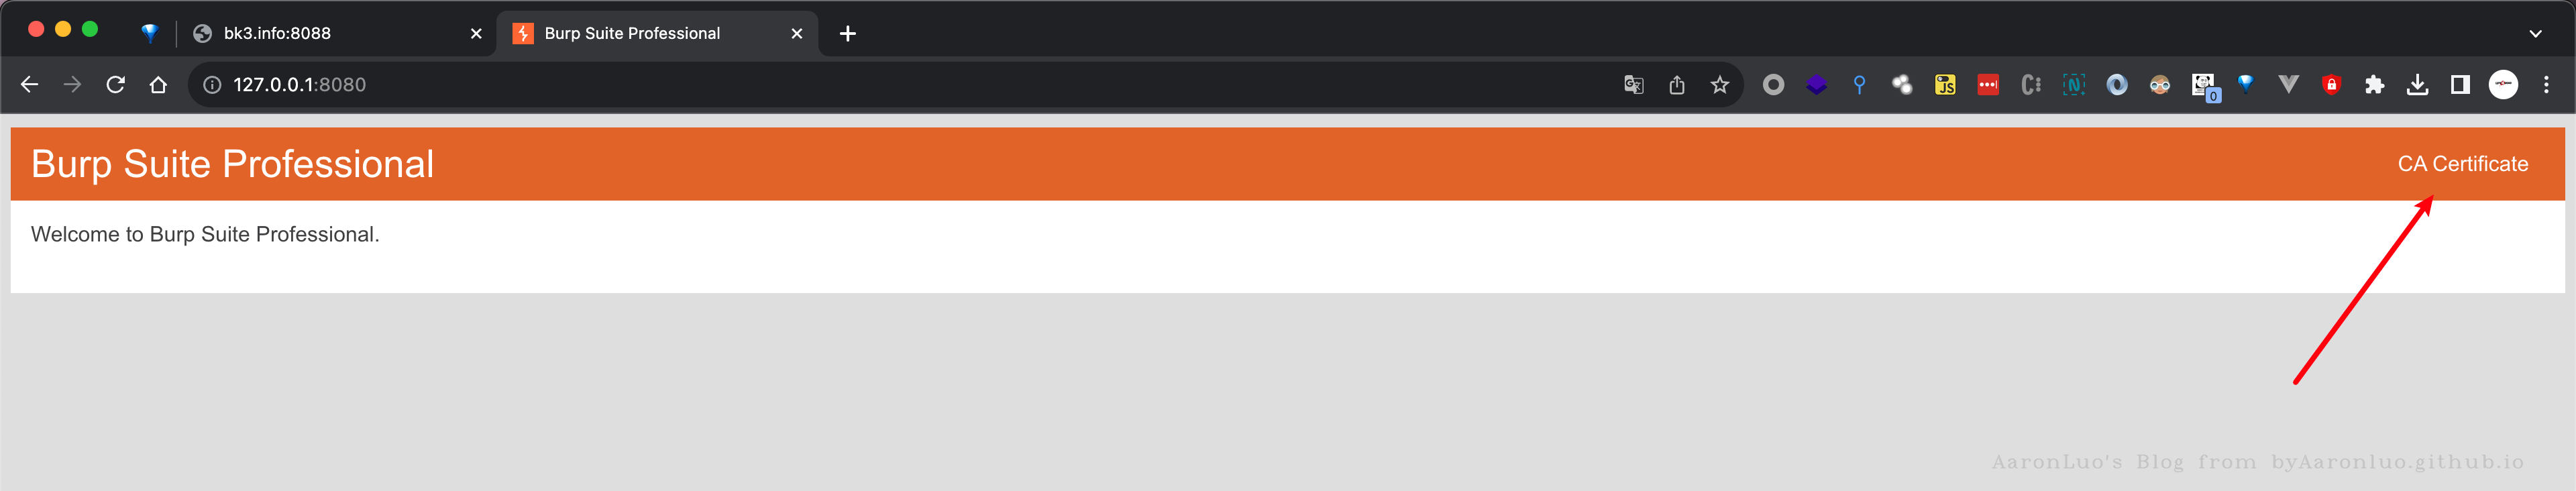 bk3.info:8088
Burp Suite Professional
127.0.0.1:8080
JS
C
N
0
Burp Suite Professional
CA Certificate
Welcome to Burp Suite Professional.
AaronLuo's Blog from byAaronluo.github.io